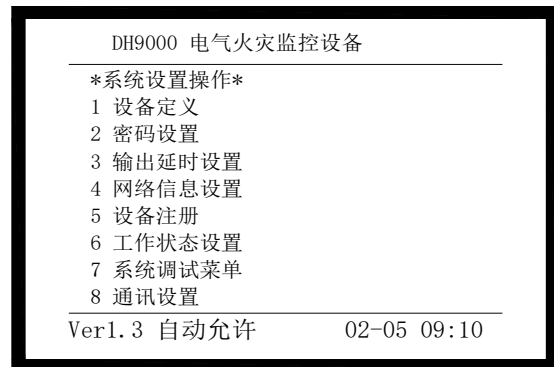 DH9000 电气火灾监控设备
*系统设置操作*
1 设备定义
2 密码设置
3 输出延时设置
4 网络信息设置
5 设备注册
6 工作状态设置
7 系统调试菜单
8 通讯设置
Ver1.3 自动允许 02-05 09:10